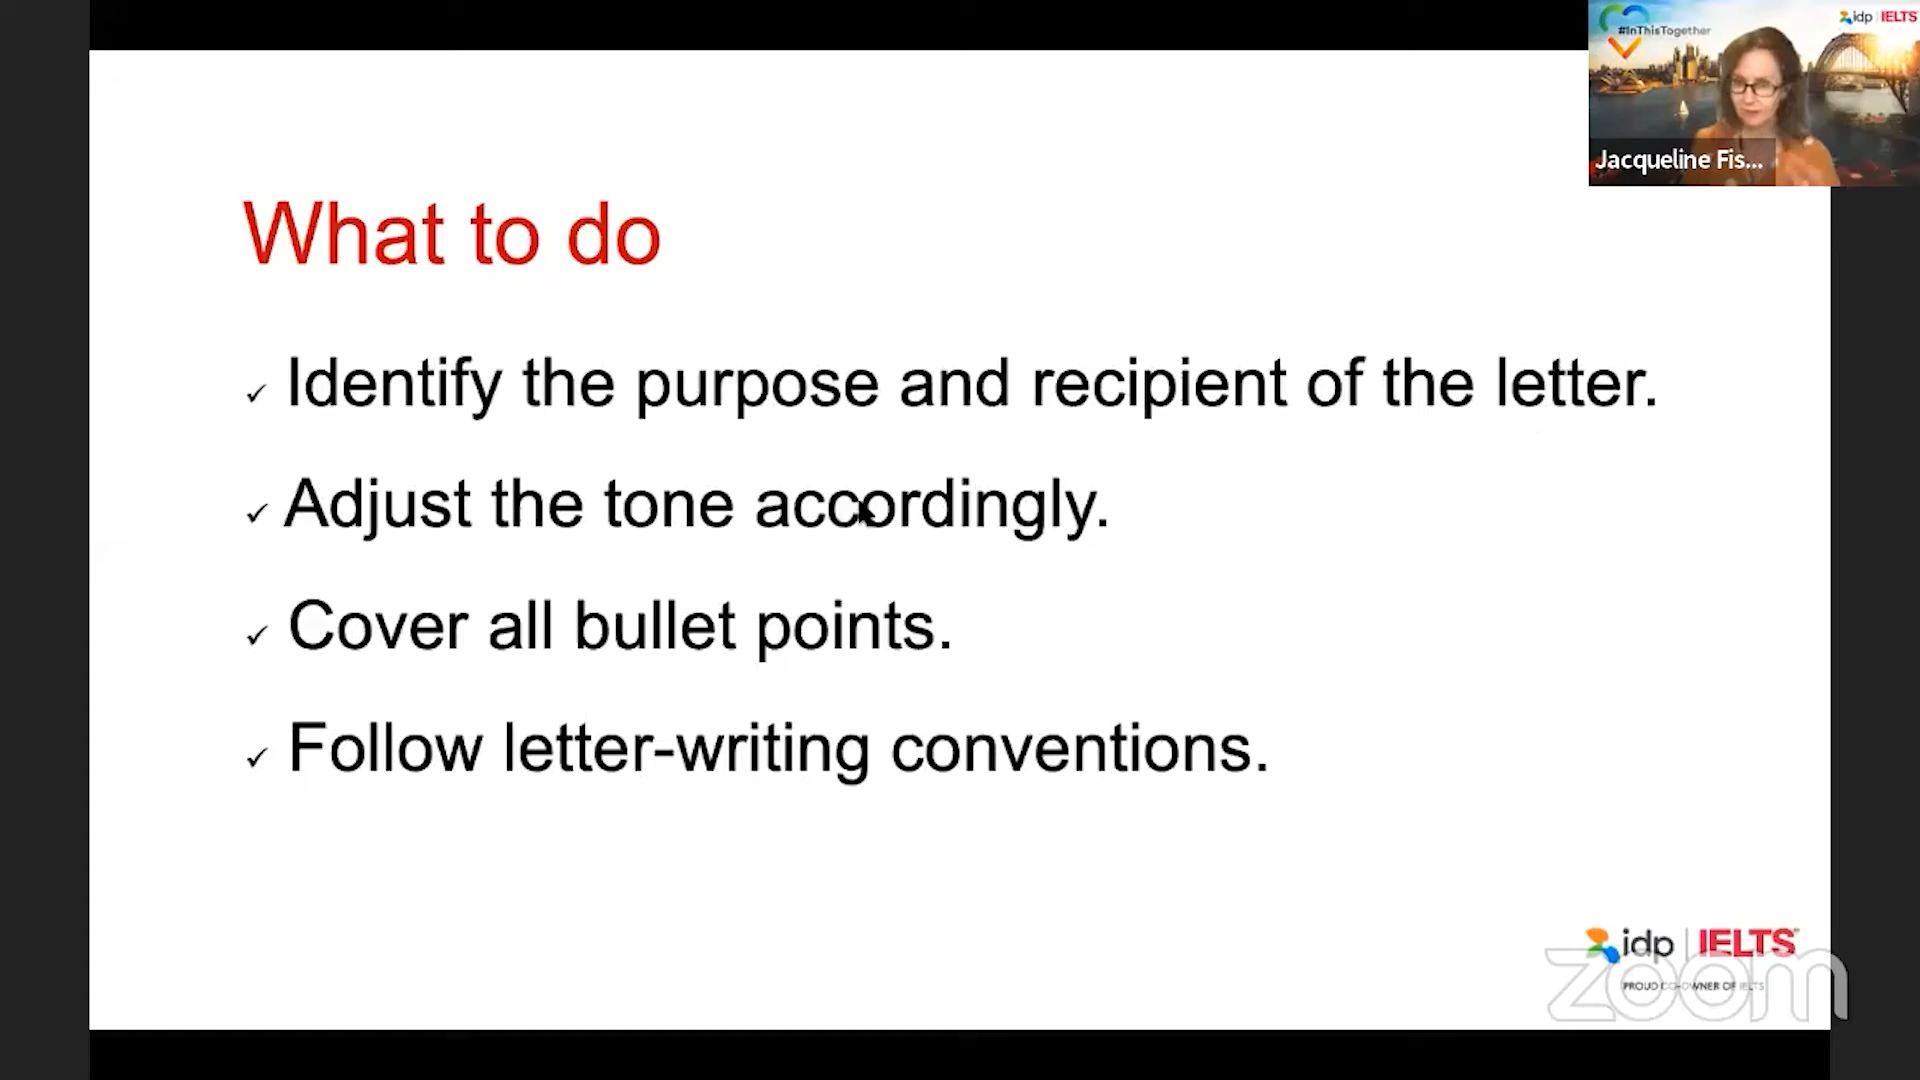 #InThisTogether
idp IELTS
Jacqueline Fis...
What to do
✓ Identify the purpose and recipient of the letter.
✓ Adjust the tone accordingly.
✓ Cover all bullet points.
✓ Follow letter-writing conventions.
idp IELTS
zoom
PROUD CO-OWNER OF IELTS